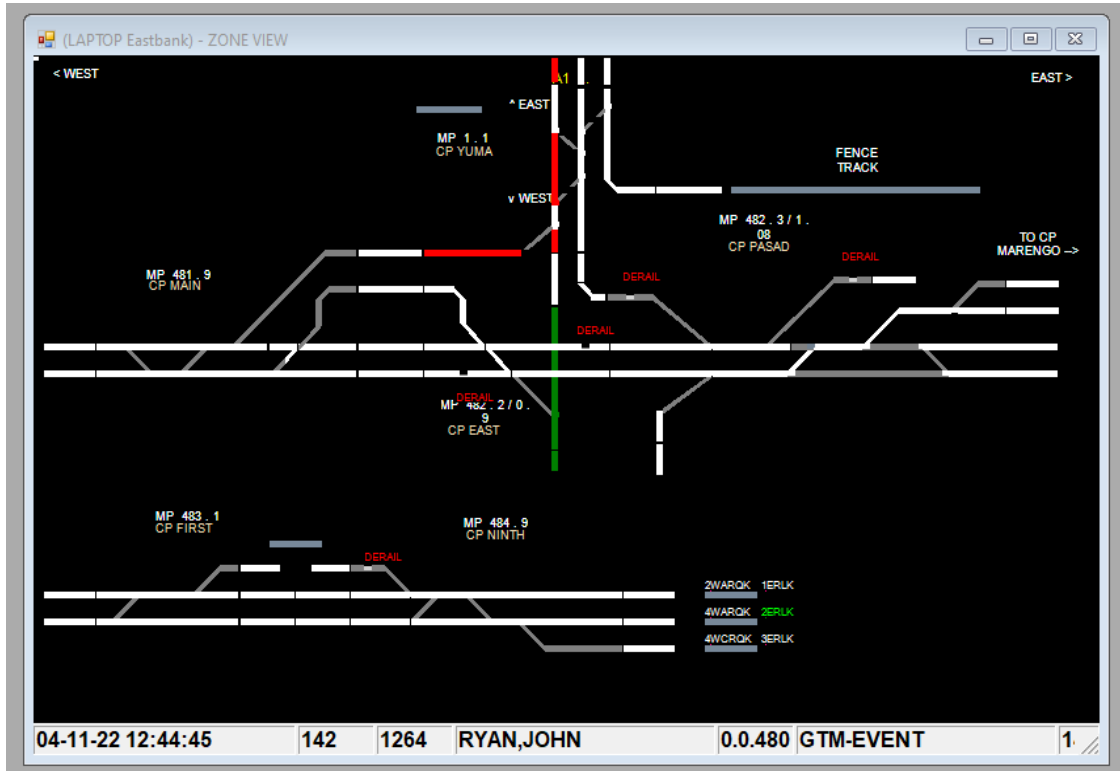 (LAPTOP Eastbank) - ZONE VIEW
< WEST
A1
EAST >
^ EAST
MP 1 . 1
CP YUMA
FENCE
TRACK
v WEST
MP 482 . 3 / 1 .
08
CP PASAD
TO CP
MARENGO -->
DERAIL
MP 481 . 9
CP MAIN
DERAIL
DERAIL
DERAIL
MP 482 . 2 / 0 .
9
CP EAST
MP 483 . 1
CP FIRST
MP 484 . 9
CP NINTH
DERAIL
2WARQK 1ERLK
4WARQK 2ERLK
4WCRQK 3ERLK
04-11-22 12:44:45 142 1264 RYAN,JOHN 0.0.480 GTM-EVENT